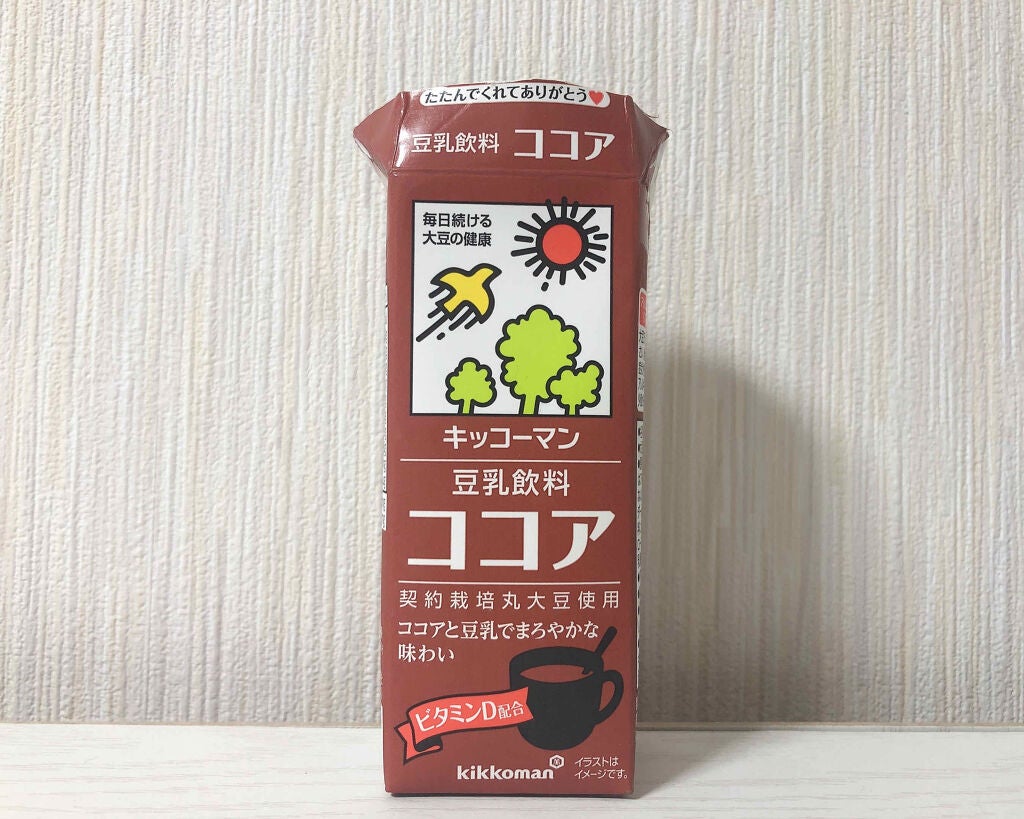 たたんでくれてありがとう♥
豆乳飲料 ココア
毎日続ける
大豆の健康
キッコーマン
豆乳飲料
ココア
契約栽培丸大豆使用
ココアと豆乳でまろやかな
味わい
ビタミンD配合
kikkoman
イラストは
イメージです。